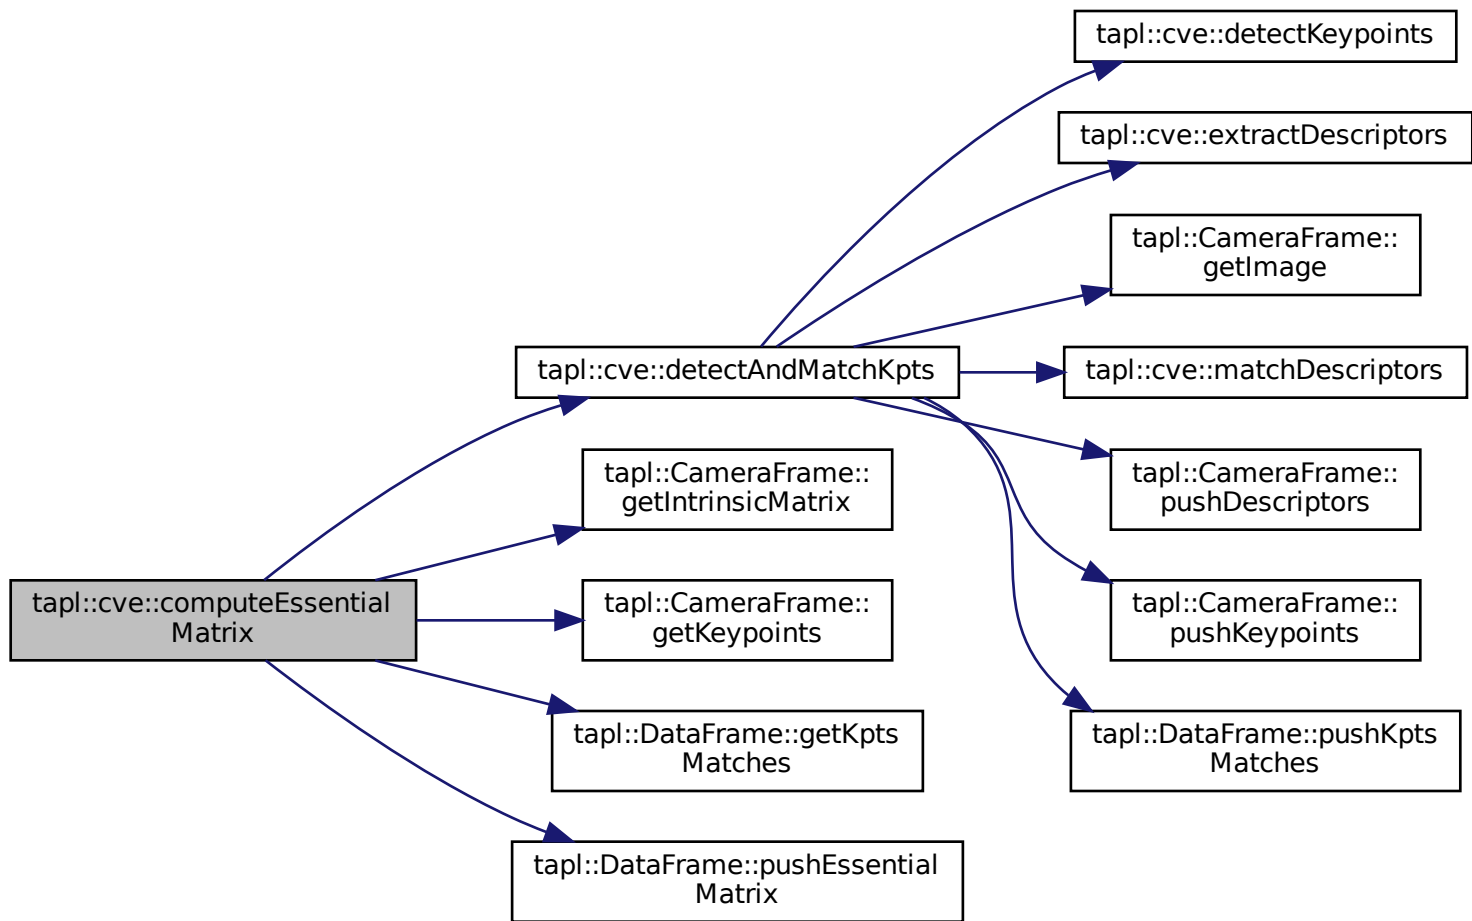 tapl::cve::detectKeypoints
tapl::cve::extractDescriptors
tapl::CameraFrame::
getImage
tapl::cve::detectAndMatchKpts
tapl::cve::matchDescriptors
tapl::CameraFrame::
getIntrinsicMatrix
tapl::CameraFrame::
pushDescriptors
tapl::cve::computeEssential
Matrix
tapl::CameraFrame::
getKeypoints
tapl::CameraFrame::
pushKeypoints
tapl::DataFrame::getKpts
Matches
tapl::DataFrame::pushKpts
Matches
tapl::DataFrame::pushEssential
Matrix